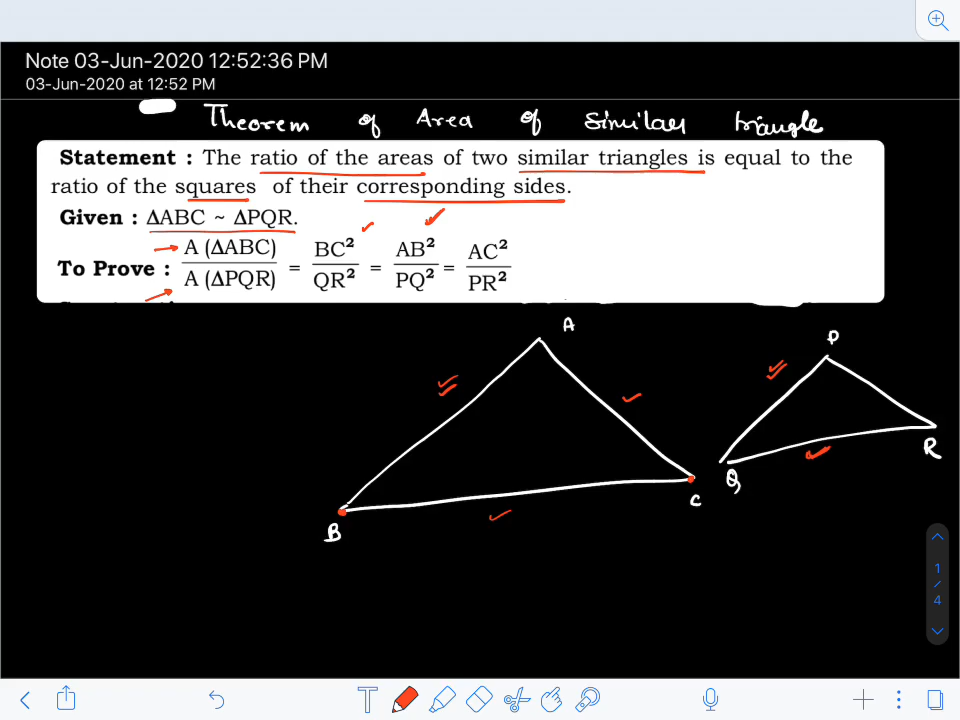 Note 03-Jun-2020 12:52:36 PM
03-Jun-2020 at 12:52 PM
Theorem of Area of Similar triangle
Statement : The ratio of the areas of two similar triangles is equal to the
ratio of the squares of their corresponding sides.
Given : ΔABC ~ ΔPQR.
To Prove : A (ΔABC) / A (ΔPQR) = BC² / QR² = AB² / PQ² = AC² / PR²
A
P
B
C
Q
R
T
1
/
4